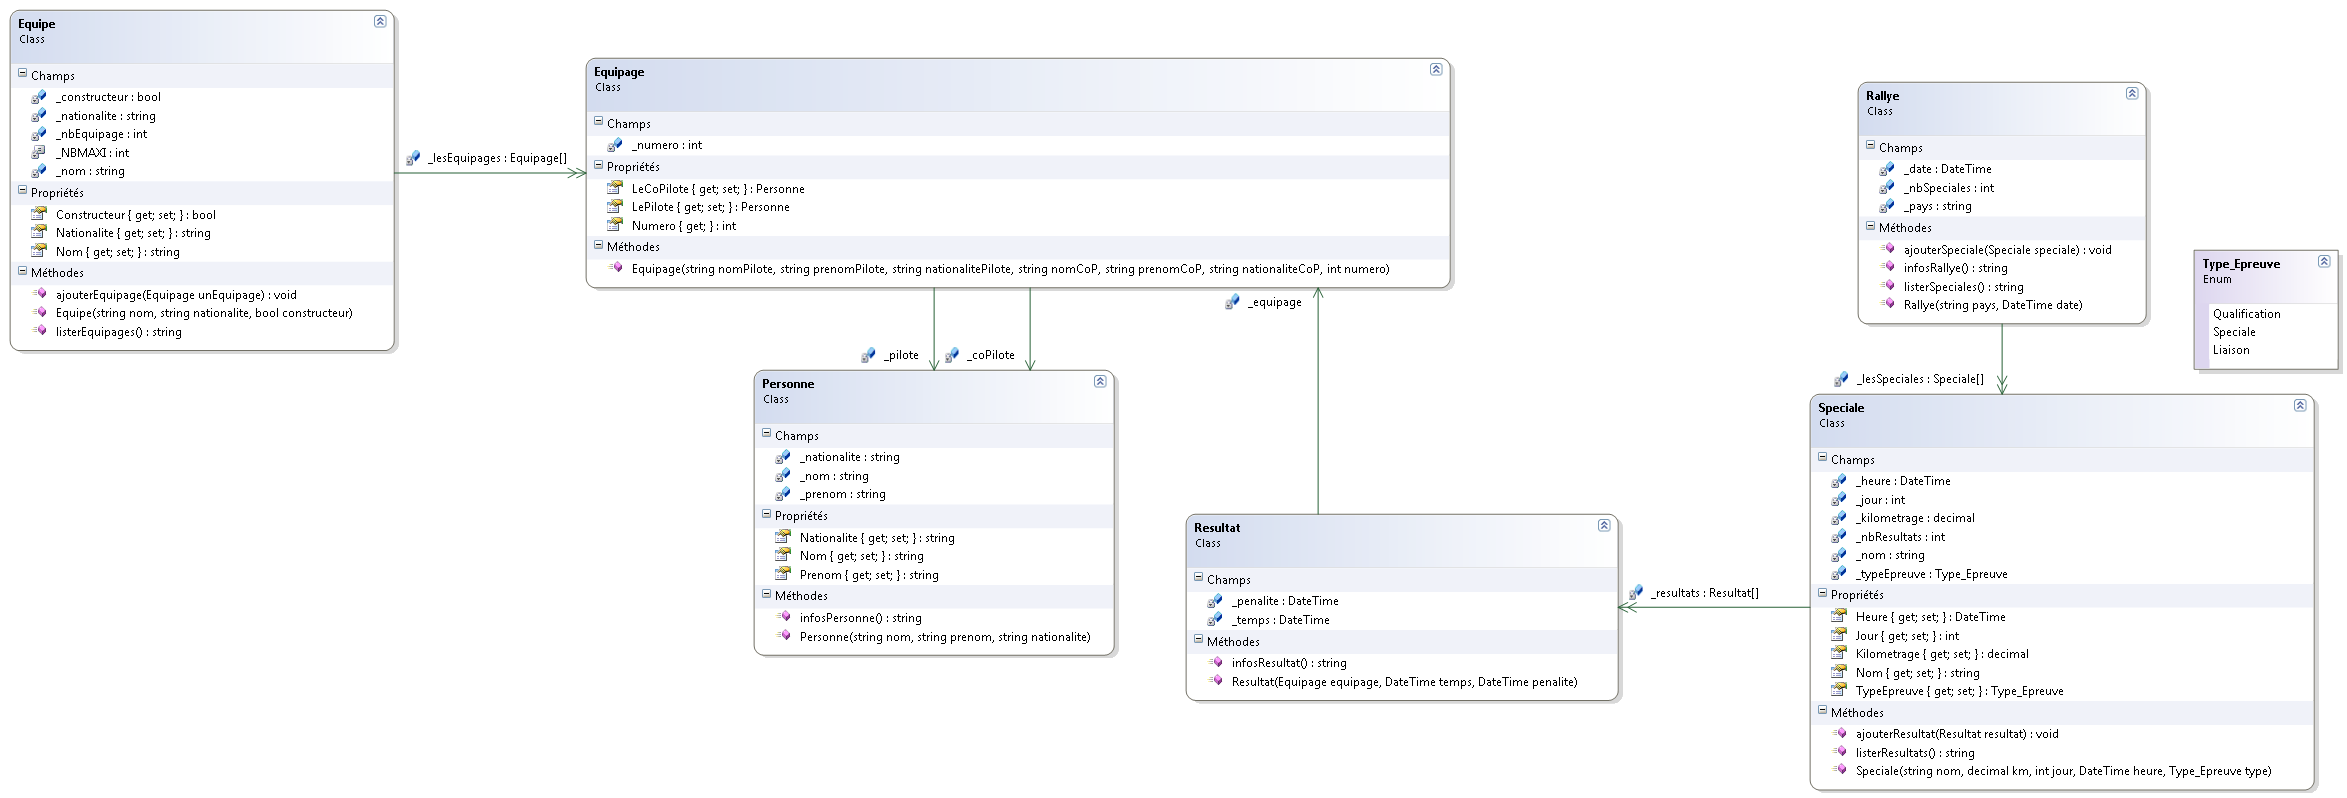 Equipe
Class
Champs
_constructeur : bool
_nationalite : string
_nbEquipage : int
_NBMAXI : int
_nom : string
Propriétés
Constructeur { get; set; } : bool
Nationalite { get; set; } : string
Nom { get; set; } : string
Méthodes
ajouterEquipage(Equipage unEquipage) : void
Equipe(string nom, string nationalite, bool constructeur)
listerEquipages() : string
_lesEquipages : Equipage[]
Equipage
Class
Champs
_numero : int
Propriétés
LeCoPilote { get; set; } : Personne
LePilote { get; set; } : Personne
Numero { get; } : int
Méthodes
Equipage(string nomPilote, string prenomPilote, string nationalitePilote, string nomCoP, string prenomCoP, string nationaliteCoP, int numero)
_pilote
_coPilote
_equipage
Personne
Class
Champs
_nationalite : string
_nom : string
_prenom : string
Propriétés
Nationalite { get; set; } : string
Nom { get; set; } : string
Prenom { get; set; } : string
Méthodes
infosPersonne() : string
Personne(string nom, string prenom, string nationalite)
Resultat
Class
Champs
_penalite : DateTime
_temps : DateTime
Méthodes
infosResultat() : string
Resultat(Equipage equipage, DateTime temps, DateTime penalite)
_resultats : Resultat[]
Rallye
Class
Champs
_date : DateTime
_nbSpeciales : int
_pays : string
Méthodes
ajouterSpeciale(Speciale speciale) : void
infosRallye() : string
listerSpeciales() : string
Rallye(string pays, DateTime date)
_lesSpeciales : Speciale[]
Type_Epreuve
Enum
Qualification
Speciale
Liaison
Speciale
Class
Champs
_heure : DateTime
_jour : int
_kilometrage : decimal
_nbResultats : int
_nom : string
_typeEpreuve : Type_Epreuve
Propriétés
Heure { get; set; } : DateTime
Jour { get; set; } : int
Kilometrage { get; set; } : decimal
Nom { get; set; } : string
TypeEpreuve { get; set; } : Type_Epreuve
Méthodes
ajouterResultat(Resultat resultat) : void
listerResultats() : string
Speciale(string nom, decimal km, int jour, DateTime heure, Type_Epreuve type)